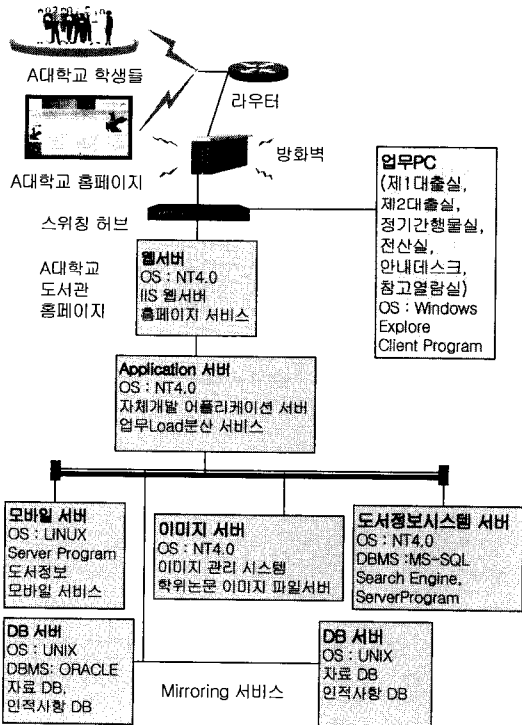 A대학교 학생들
라우터
A대학교 홈페이지
방화벽
스위칭 허브
업무PC
(제1대출실,
제2대출실,
정기간행물실,
전산실,
안내데스크,
참고열람실)
OS : Windows
Explore
Client Program
A대학교
도서관
홈페이지
웹서버
OS : NT4.0
IIS 웹서버
홈페이지 서비스
Application 서버
OS : NT4.0
자체개발 어플리케이션 서버
업무Load분산 서비스
모바일 서버
OS : LINUX
Server Program
도서정보
모바일 서비스
이미지 서버
OS : NT4.0
이미지 관리 시스템
학위논문 이미지 파일서버
도서정보시스템 서버
OS : NT4.0
DBMS :MS-SQL
Search Engine.
ServerProgram
DB 서버
OS : UNIX
DBMS: ORACLE
자료 DB,
인적사항 DB
Mirroring 서비스
DB 서버
OS : UNIX
자료 DB
인적사항 DB